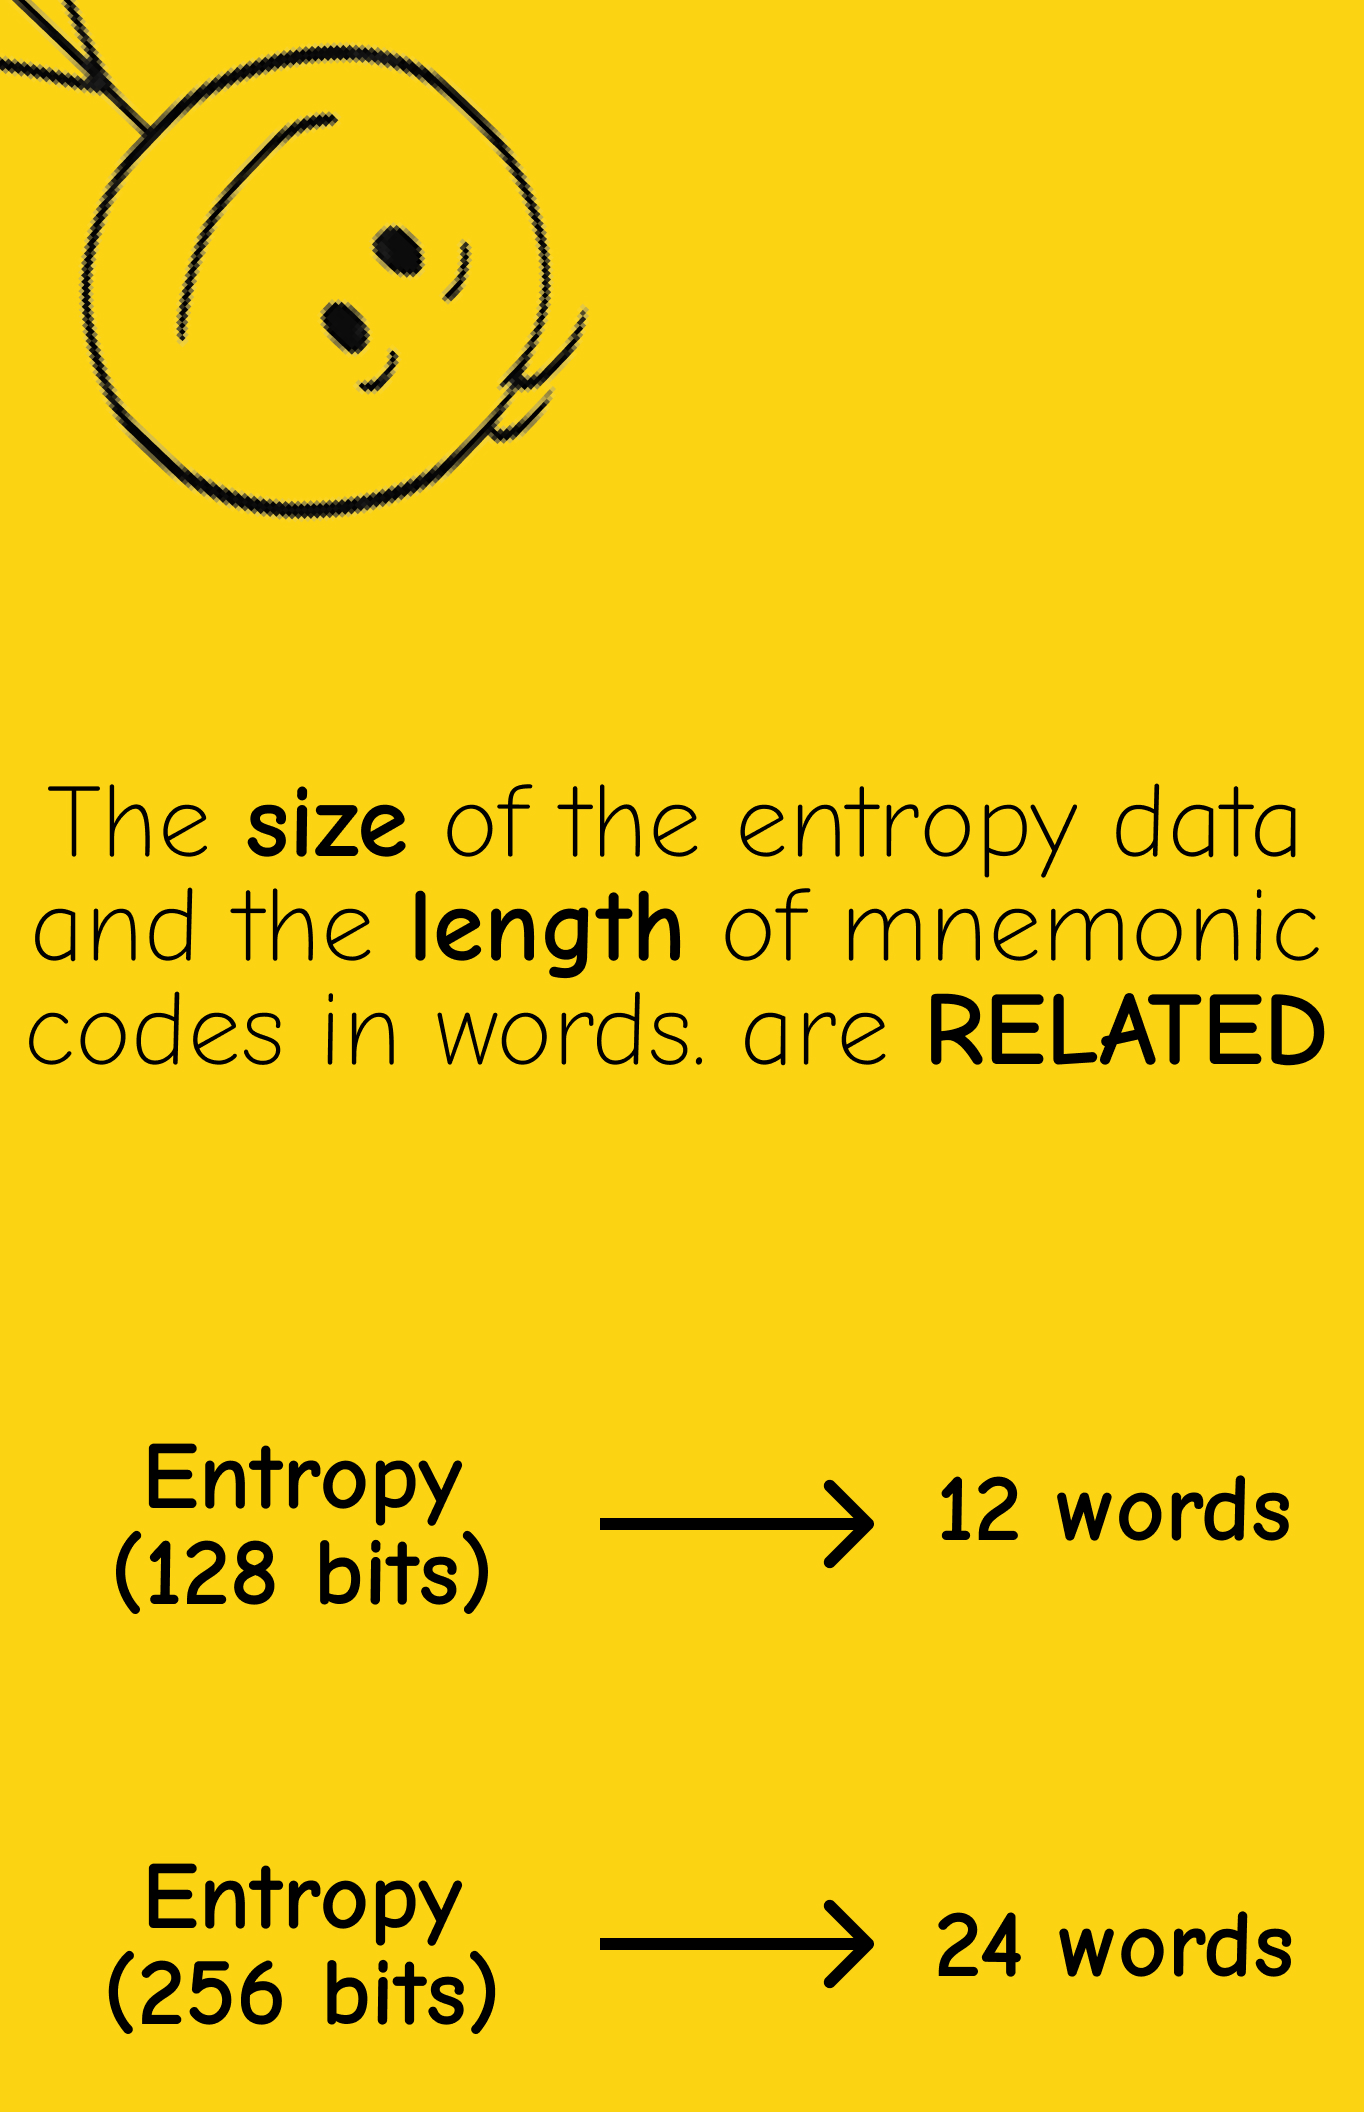 The size of the entropy data
and the length of mnemonic
codes in words. are RELATED
Entropy
(128 bits)
12 words
Entropy
(256 bits)
24 words